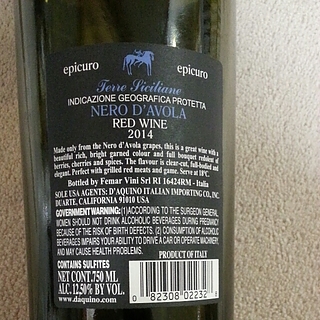 epicuro epicuro
Terre Siciliane
INDICAZIONE GEOGRAFICA PROTETTA
NERO D'AVOLA
RED WINE
2014
Made only from the Nero d'Avola grapes, this is a great wine with a
beautiful rich, bright garned colour and full bouquet redolent of
berries, cherries and spices. The flavour is clear-cut, full-bodied and
elegant. Perfect with grilled red meats and game. Serve at 18°C.
Bottled by Femar Vini Srl RI 16424RM - Italia
SOLE USA AGENTS: D'AQUINO ITALIAN IMPORTING CO., INC.
DUARTE, CALIFORNIA 91010 USA
GOVERNMENT WARNING: (1) ACCORDING TO THE SURGEON GENERAL
WOMEN SHOULD NOT DRINK ALCOHOLIC BEVERAGES DURING PREGNANCY
BECAUSE OF THE RISK OF BIRTH DEFECTS. (2) CONSUMPTION OF ALCOHOLIC
BEVERAGES IMPAIRS YOUR ABILITY TO DRIVE A CAR OR OPERATE MACHINERY,
AND MAY CAUSE HEALTH PROBLEMS.
CONTAINS SULFITES
NET CONT.750 ML
ALC. 12,50% BY VOL.
www.daquino.com
PRODUCT OF ITALY
0 82308 02232